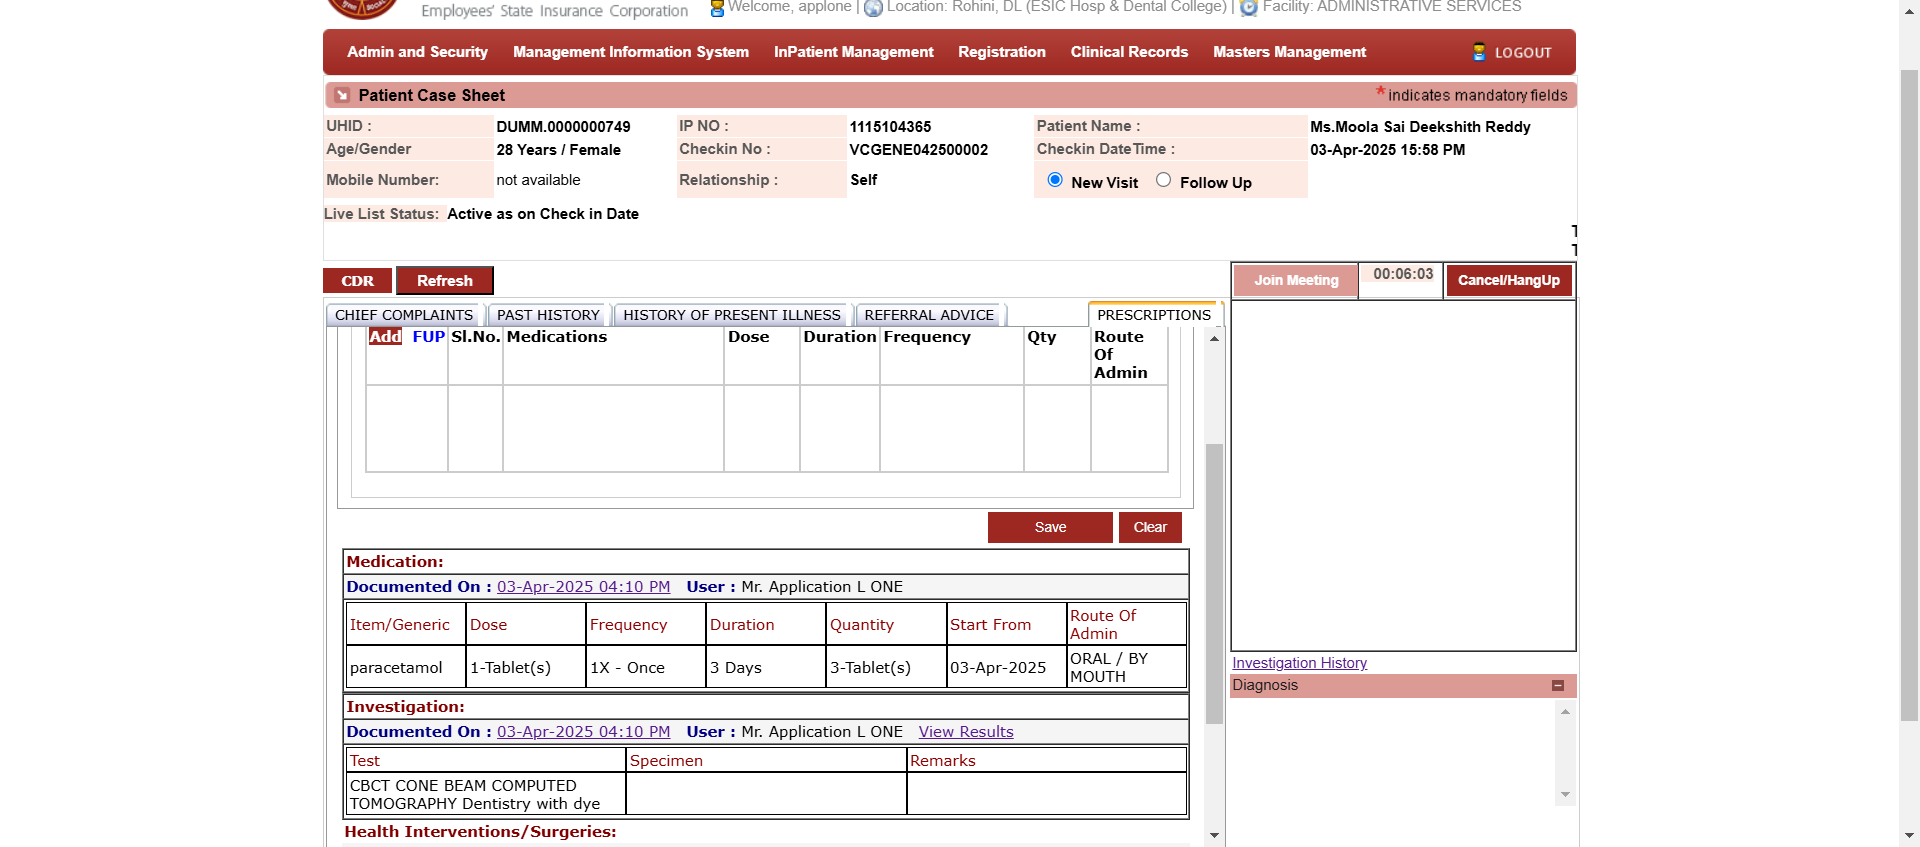 Employees' State Insurance Corporation
Welcome, applone | Location: Rohini, DL (ESIC Hosp & Dental College) | Facility: ADMINISTRATIVE SERVICES
Admin and Security Management Information System InPatient Management Registration Clinical Records Masters Management LOGOUT
Patient Case Sheet * indicates mandatory fields
UHID : DUMM.0000000749 IP NO : 1115104365 Patient Name : Ms.Moola Sai Deekshith Reddy
Age/Gender 28 Years / Female Checkin No : VCGENE042500002 Checkin DateTime : 03-Apr-2025 15:58 PM
Mobile Number: not available Relationship : Self New Visit Follow Up
Live List Status: Active as on Check in Date
CDR Refresh Join Meeting 00:06:03 Cancel/HangUp
CHIEF COMPLAINTS PAST HISTORY HISTORY OF PRESENT ILLNESS REFERRAL ADVICE PRESCRIPTIONS
Add FUP Sl.No. Medications Dose Duration Frequency Qty Route
Of
Admin
Save Clear
Medication:
Documented On : 03-Apr-2025 04:10 PM User : Mr. Application L ONE
Item/Generic Dose Frequency Duration Quantity Start From Route Of
Admin
paracetamol 1-Tablet(s) 1X - Once 3 Days 3-Tablet(s) 03-Apr-2025 ORAL / BY
MOUTH
Investigation:
Documented On : 03-Apr-2025 04:10 PM User : Mr. Application L ONE View Results
Test Specimen Remarks
CBCT CONE BEAM COMPUTED
TOMOGRAPHY Dentistry with dye
Health Interventions/Surgeries:
Investigation History
Diagnosis